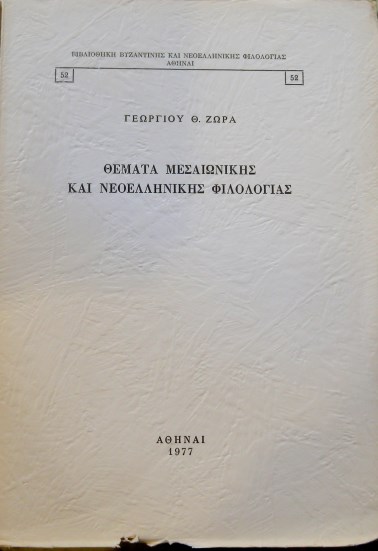 ΒΙΒΛΙΟΘΗΚΗ ΒΥΖΑΝΤΙΝΗΣ ΚΑΙ ΝΕΟΕΛΛΗΝΙΚΗΣ ΦΙΛΟΛΟΓΙΑΣ
ΑΘΗΝΑΙ
52 52
ΓΕΩΡΓΙΟΥ Θ. ΖΩΡΑ
ΘΕΜΑΤΑ ΜΕΣΑΙΩΝΙΚΗΣ
ΚΑΙ ΝΕΟΕΛΛΗΝΙΚΗΣ ΦΙΛΟΛΟΓΙΑΣ
ΑΘΗΝΑΙ
1977